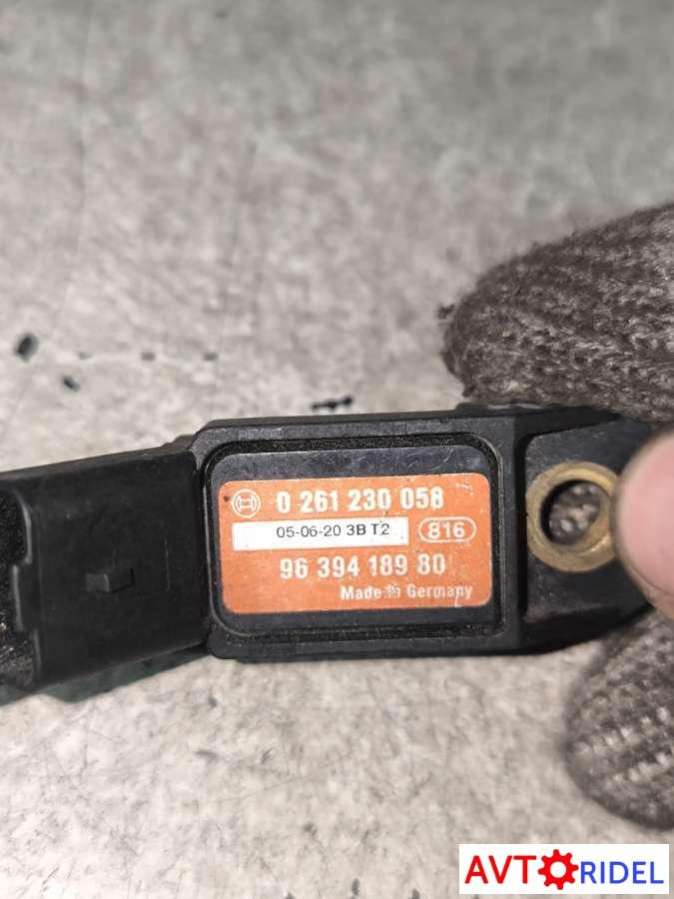 0 261 230 058
05-06-20 3B T2
816
96 394 189 80
Made in Germany
AVTORIDEL